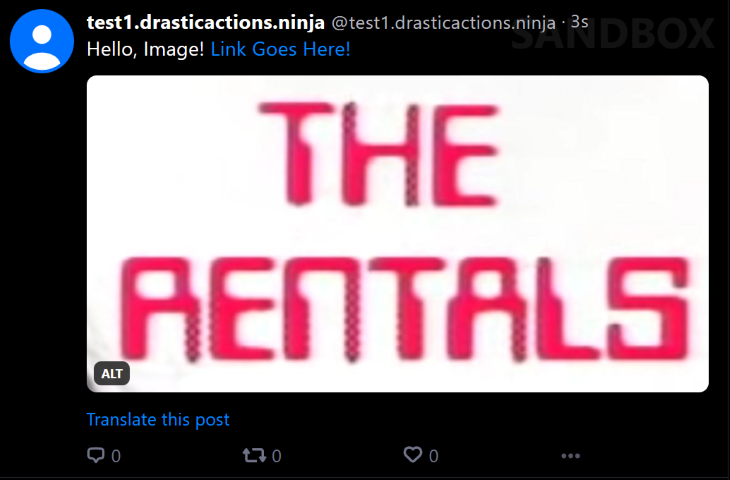 test1.drasticactions.ninja @test1.drasticactions.ninja · 3s
SANDBOX
Hello, Image! Link Goes Here!
THE
RENTALS
ALT
Translate this post
0 0 0